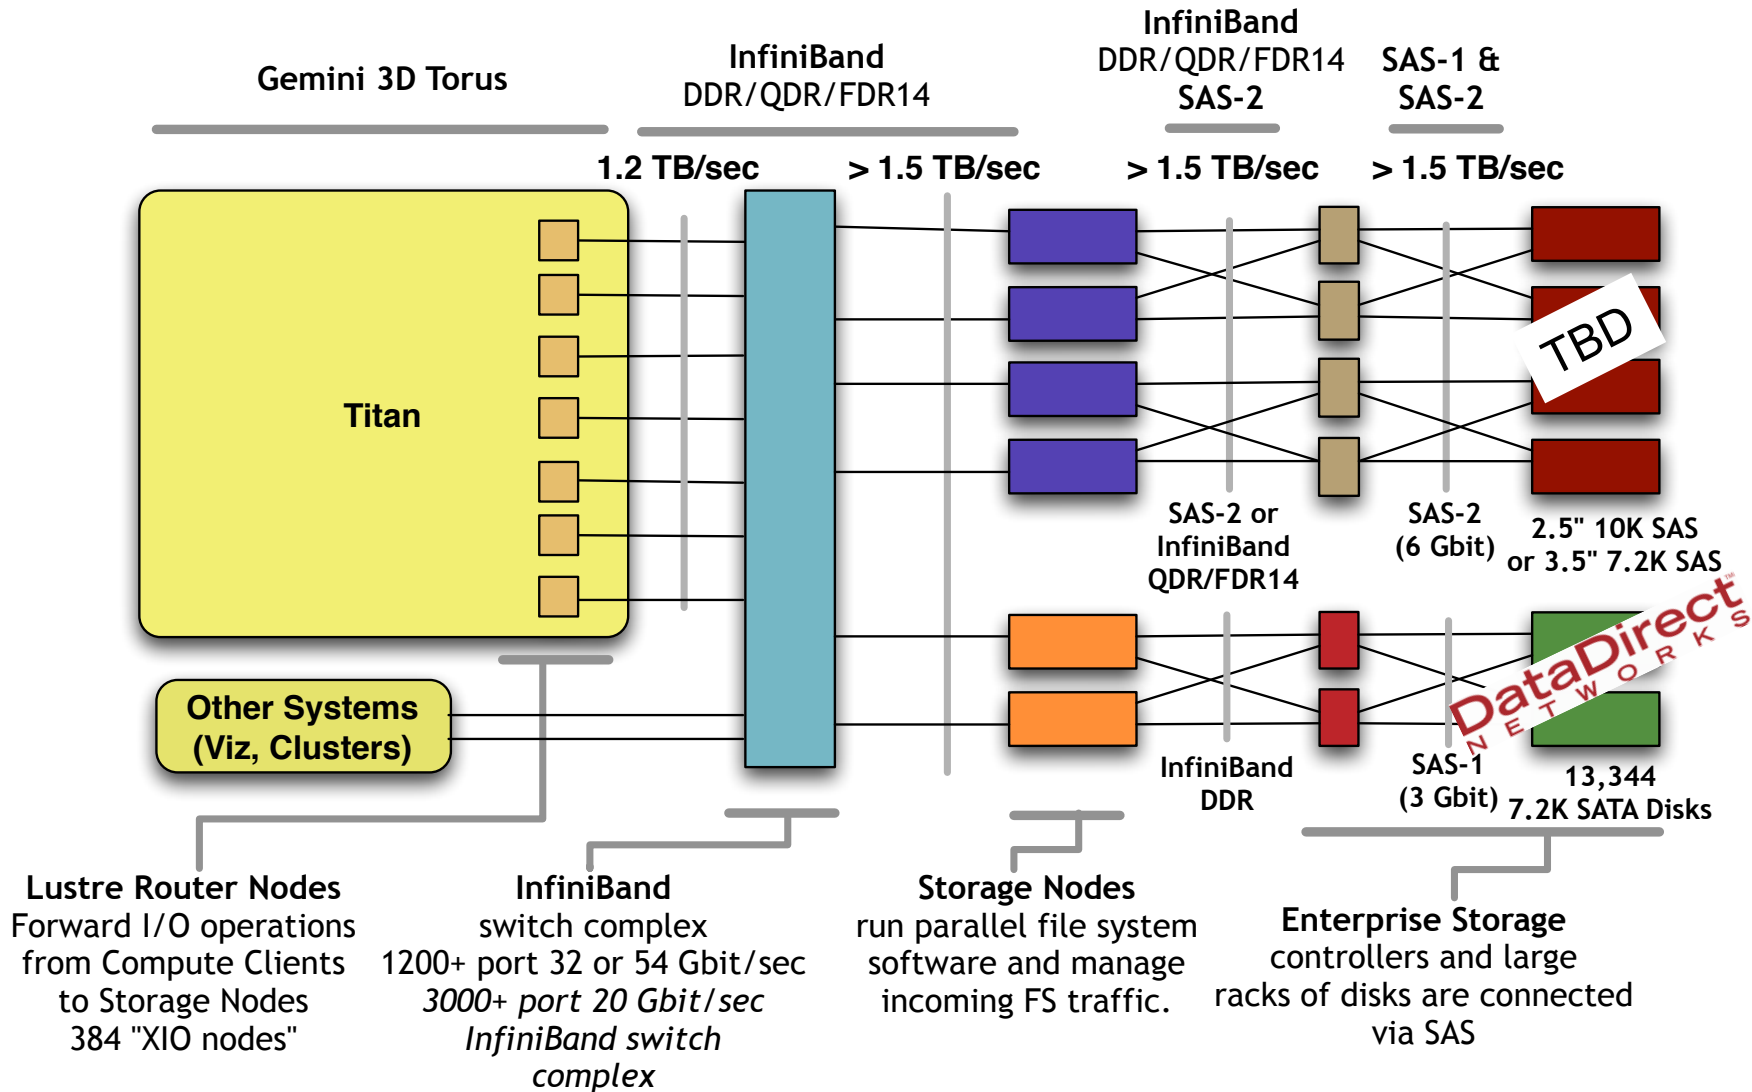 Gemini 3D Torus
InfiniBand
DDR/QDR/FDR14
InfiniBand
DDR/QDR/FDR14
SAS-2
SAS-1 &
SAS-2
1.2 TB/sec
> 1.5 TB/sec
> 1.5 TB/sec
> 1.5 TB/sec
Titan
TBD
SAS-2 or
InfiniBand
QDR/FDR14
SAS-2
(6 Gbit)
2.5" 10K SAS
or 3.5" 7.2K SAS
Other Systems
(Viz, Clusters)
DataDirect™
NETWORKS
InfiniBand
DDR
SAS-1
(3 Gbit)
13,344
7.2K SATA Disks
Lustre Router Nodes
Forward I/O operations
from Compute Clients
to Storage Nodes
384 "XIO nodes"
InfiniBand
switch complex
1200+ port 32 or 54 Gbit/sec
3000+ port 20 Gbit/sec
InfiniBand switch
complex
Storage Nodes
run parallel file system
software and manage
incoming FS traffic.
Enterprise Storage
controllers and large
racks of disks are connected
via SAS